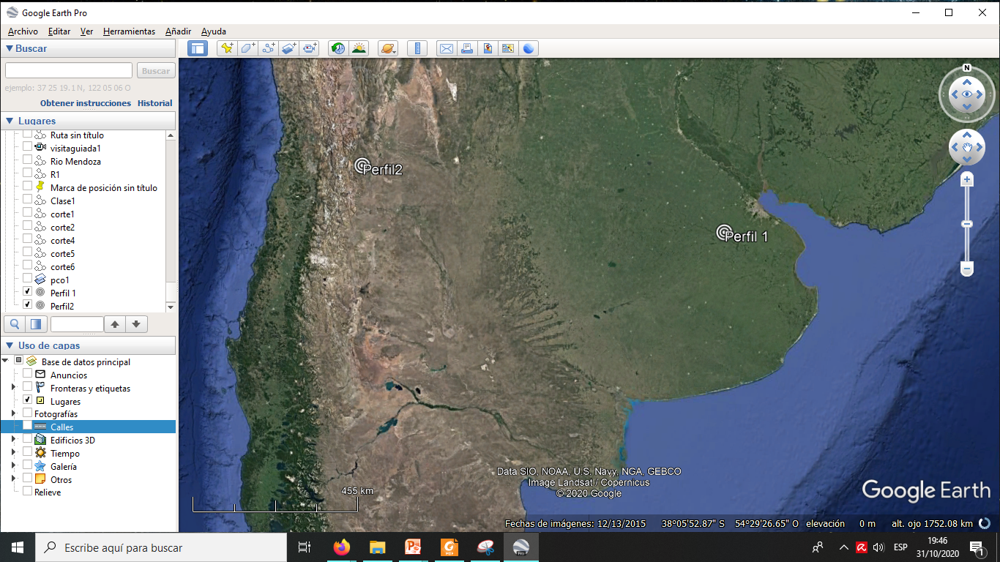 Google Earth Pro
Archivo Editar Ver Herramientas Añadir Ayuda
Buscar
Buscar
ejemplo: 37 25 19.1 N, 122 05 06 O
Obtener instrucciones Historial
Lugares
Ruta sin título
visitaguiada1
Rio Mendoza
R1
Marca de posición sin título
Clase1
corte1
corte2
corte4
corte5
corte6
pco1
Perfil 1
Perfil2
Uso de capas
Base de datos principal
Anuncios
Fronteras y etiquetas
Lugares
Fotografías
Calles
Edificios 3D
Tiempo
Galería
Otros
Relieve
N
Perfil2
Perfil 1
Data SIO, NOAA, U.S. Navy, NGA, GEBCO
Image Landsat / Copernicus
© 2020 Google
455 km
Google Earth
Fechas de imágenes: 12/13/2015 38°05'52.87" S 54°29'26.65" O elevación 0 m alt. ojo 1752.08 km
Escribe aquí para buscar
ESP
19:46
31/10/2020
1